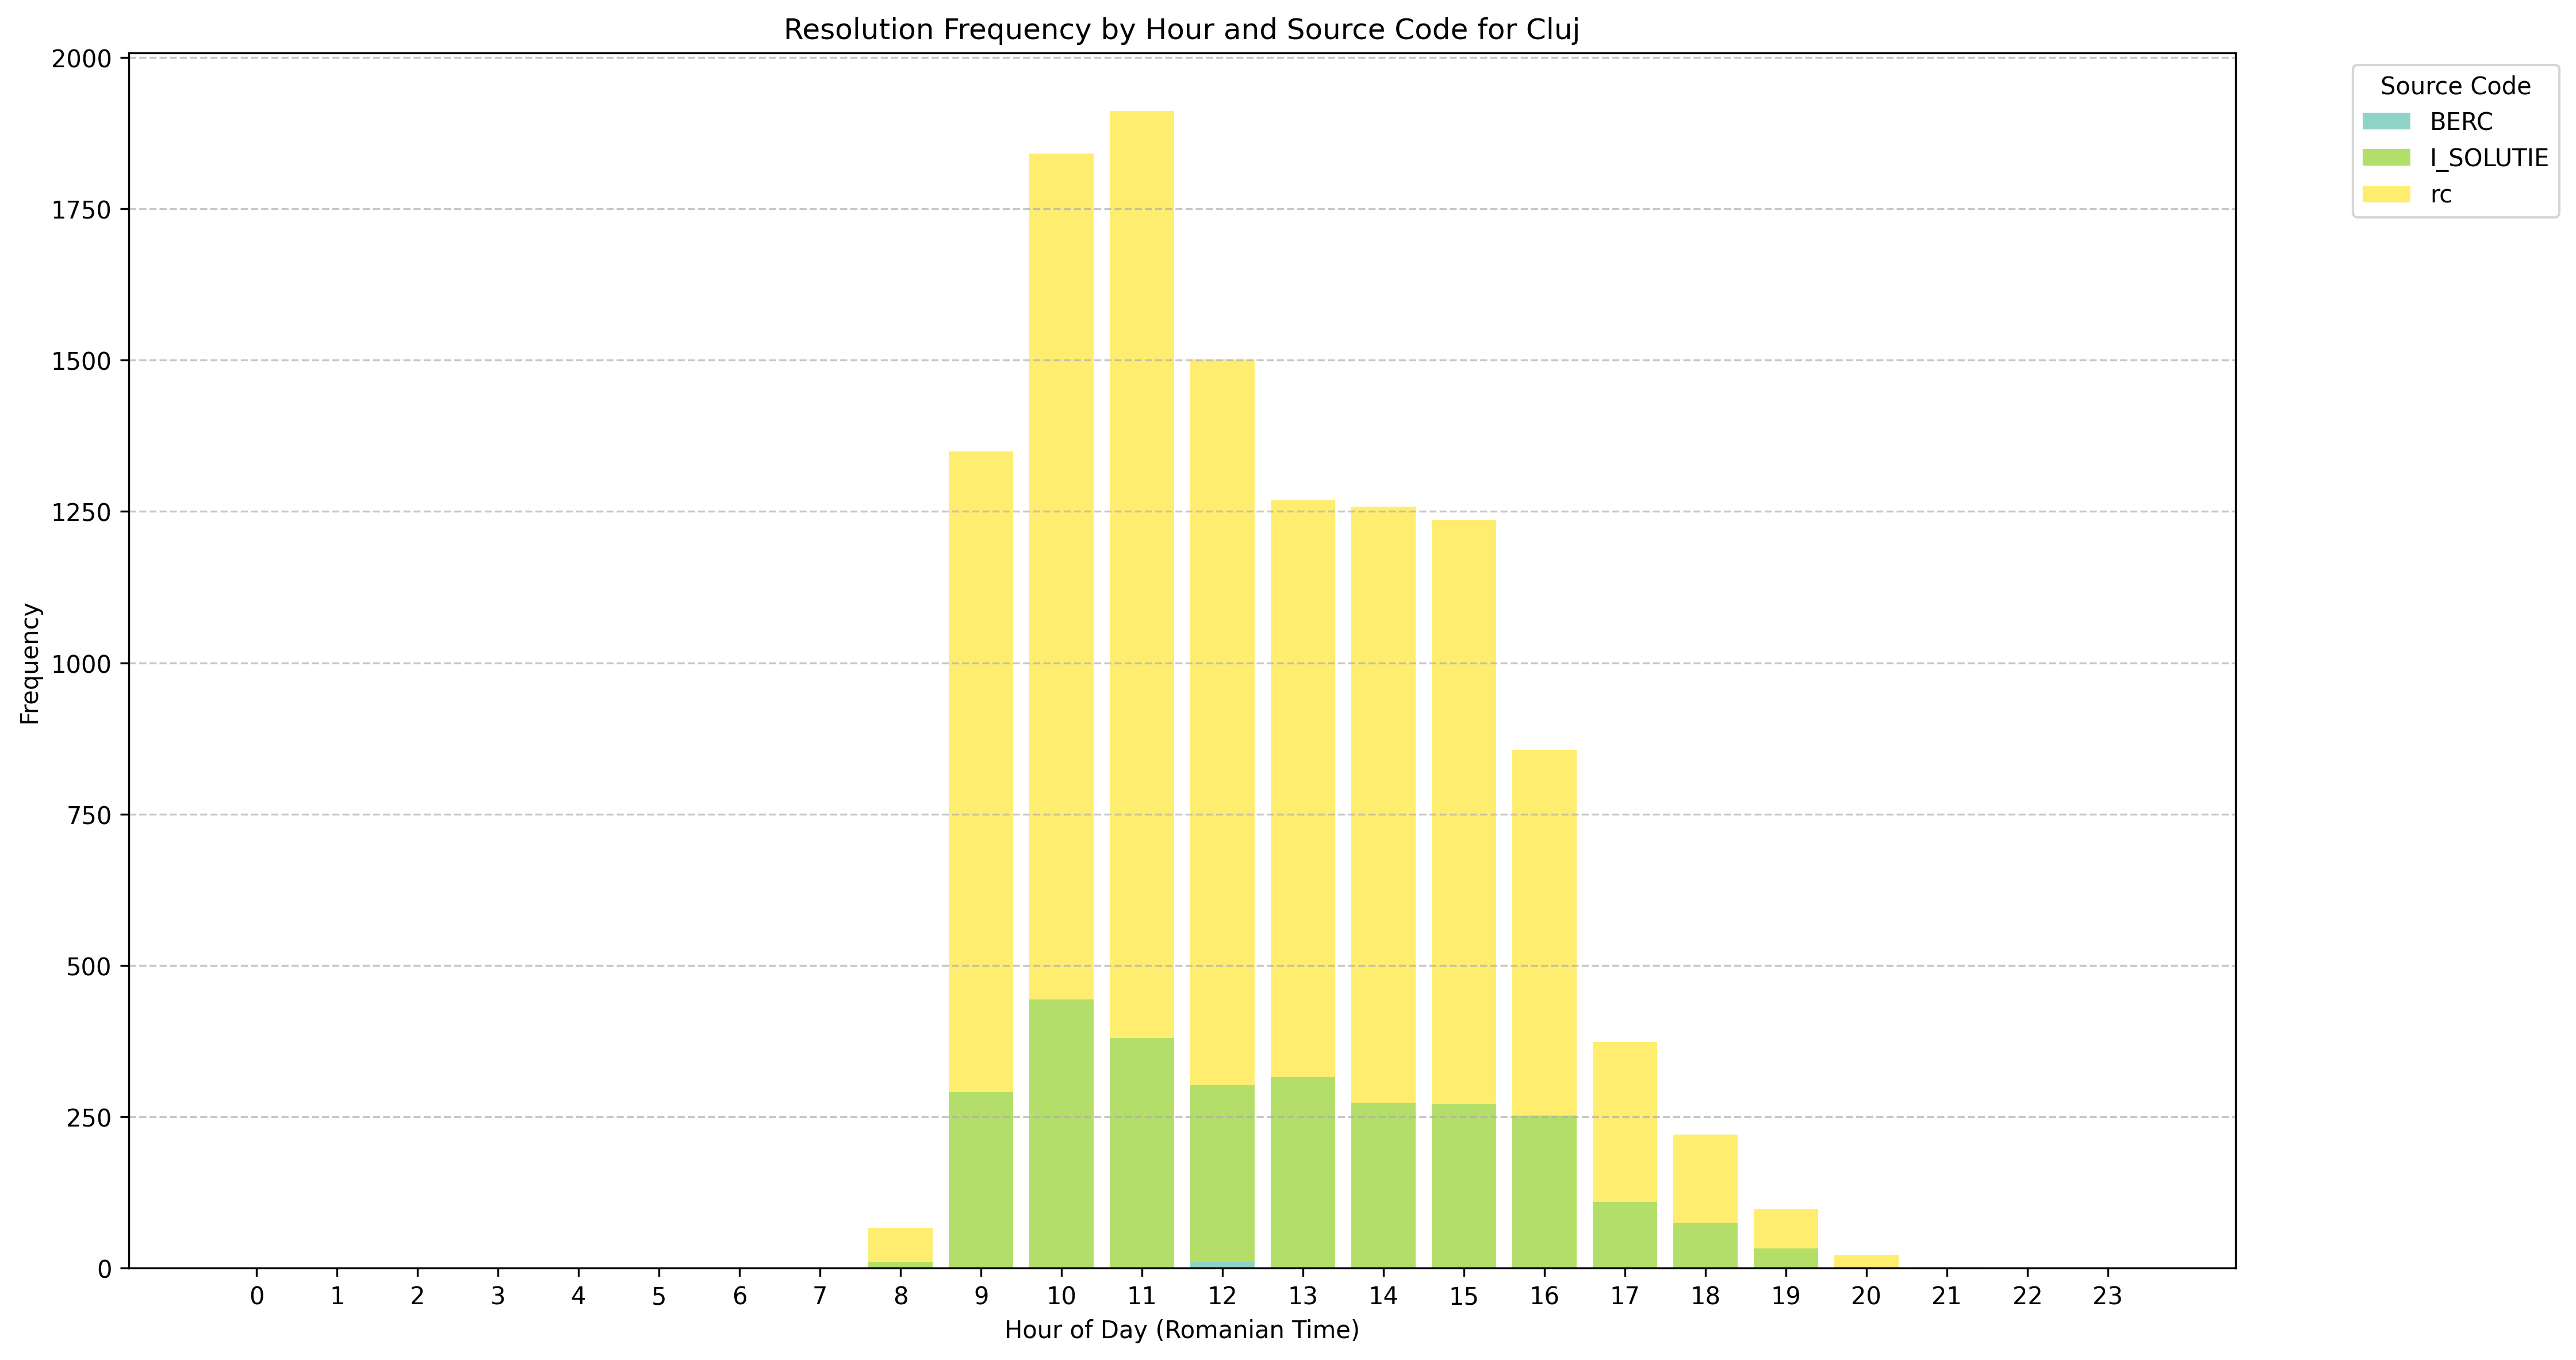 Resolution Frequency by Hour and Source Code for Cluj
Source Code
BERC
I_SOLUTIE
rc
Frequency
2000
1750
1500
1250
1000
750
500
250
0
0 1 2 3 4 5 6 7 8 9 10 11 12 13 14 15 16 17 18 19 20 21 22 23
Hour of Day (Romanian Time)